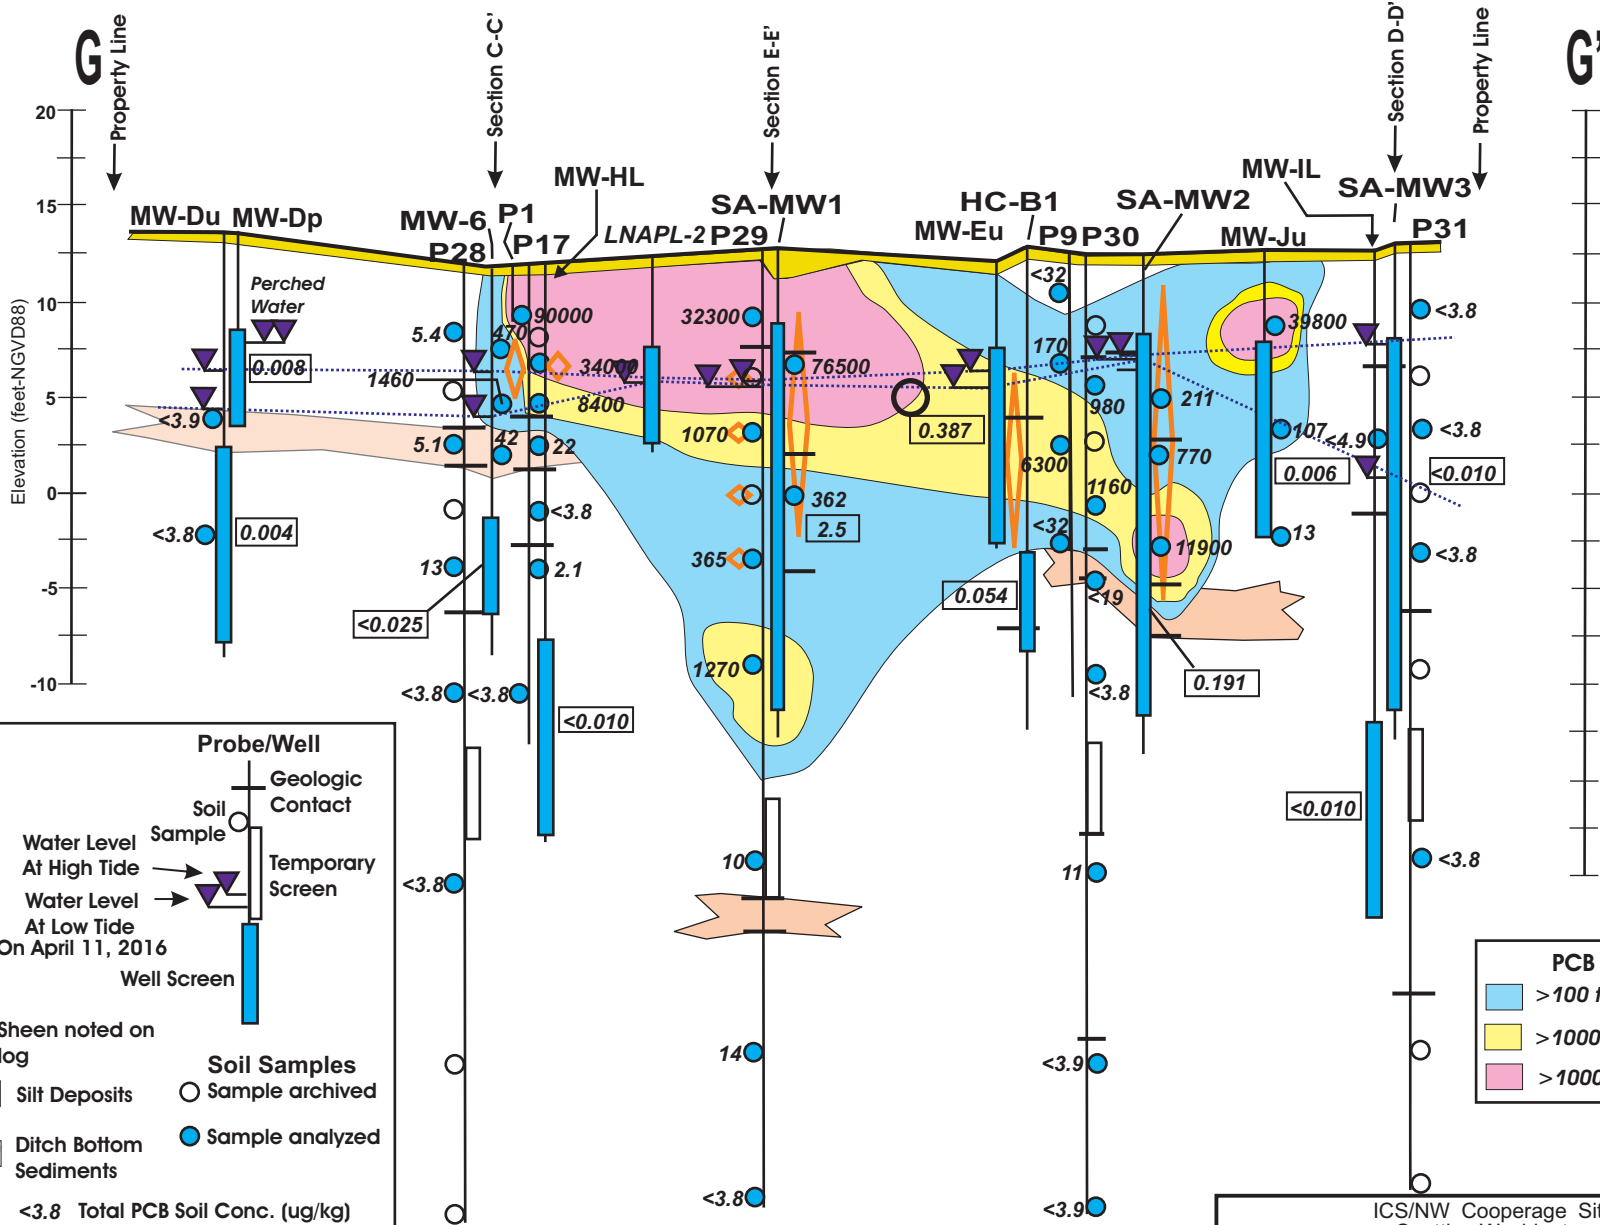 G
G'
Property Line
Section C-C'
Section E-E'
Section D-D'
Property Line
Elevation (feet-NGVD88)
20
15
10
5
0
-5
-10
MW-Du
MW-Dp
MW-6
P28
P1
P17
MW-HL
LNAPL-2
SA-MW1
P29
MW-Eu
HC-B1
P9
P30
SA-MW2
MW-Ju
MW-IL
SA-MW3
P31
Perched
Water
0.008
<3.9
<3.8
0.004
5.4
470
90000
1460
34000
8400
5.1
42
22
<3.8
13
2.1
<0.025
<3.8
<3.8
<0.010
<3.8
32300
76500
1070
362
2.5
365
1270
10
14
<3.8
0.387
<32
170
980
6300
1160
<32
0.054
<19
<3.8
11
<3.9
<3.9
211
770
11900
0.191
39800
107
0.006
13
<4.9
<0.010
<3.8
<3.8
<0.010
<3.8
<3.8
Probe/Well
Geologic
Contact
Soil
Sample
Water Level
At High Tide
Temporary
Screen
Water Level
At Low Tide
On April 11, 2016
Well Screen
Sheen noted on
log
Soil Samples
Silt Deposits
Sample archived
Ditch Bottom
Sediments
Sample analyzed
<3.8 Total PCB Soil Conc. (ug/kg)
PCB
>100
>1000
>1000
ICS/NW Cooperage Sit